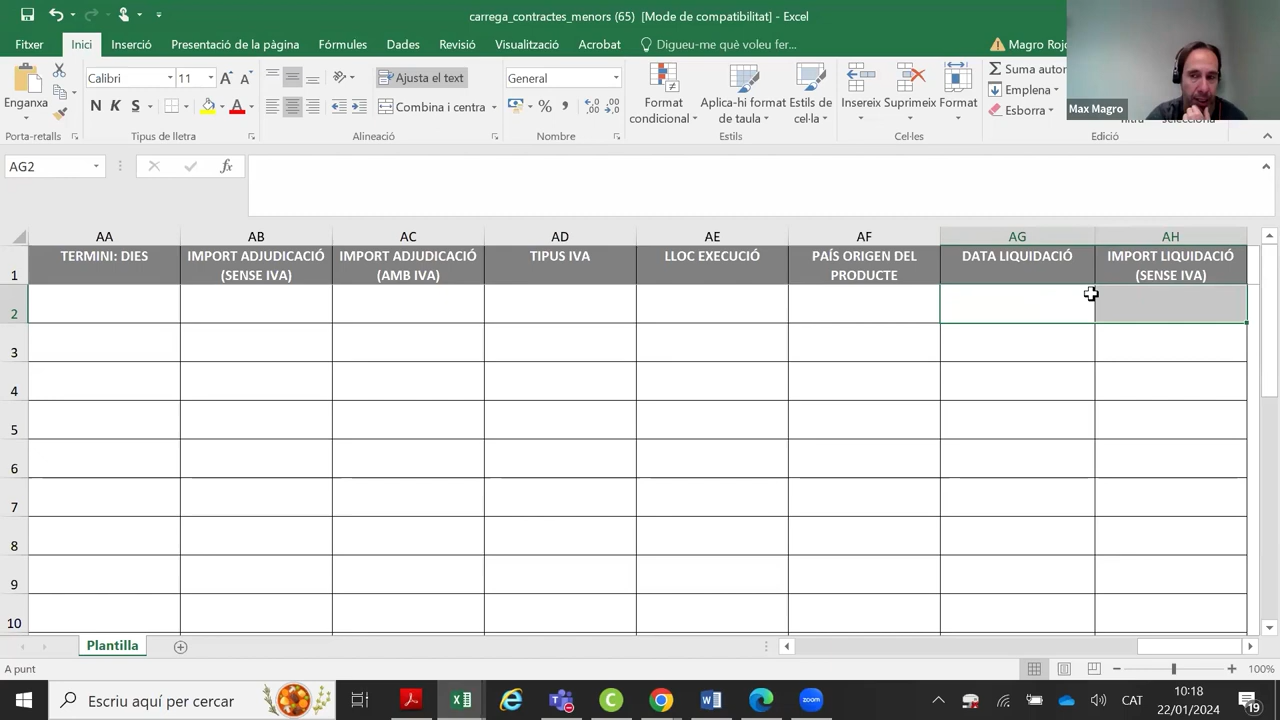 carrega_contractes_menors (65) [Mode de compatibilitat] - Excel
Fitxer Inici Inserció Presentació de la pàgina Fórmules Dades Revisió Visualització Acrobat Digueu-me què voleu fer... Magro Rojo
Enganxa
Calibri 11
Ajusta el text
General
Format condicional
Aplica-hi format de taula
Estils de cel·la
Insereix Suprimeix Format
Suma autom
Emplena
Esborra
N K S
Combina i centra
Porta-retalls Tipus de lletra Alineació Nombre Estils Cel·les Edició
Max Magro
AG2
fx
AA AB AC AD AE AF AG AH
1 TERMINI: DIES IMPORT ADJUDICACIÓ (SENSE IVA) IMPORT ADJUDICACIÓ (AMB IVA) TIPUS IVA LLOC EXECUCIÓ PAÍS ORIGEN DEL PRODUCTE DATA LIQUIDACIÓ IMPORT LIQUIDACIÓ (SENSE IVA)
2
3
4
5
6
7
8
9
10
Plantilla
A punt
100%
Escriu aquí per cercar
CAT
10:18
22/01/2024
19